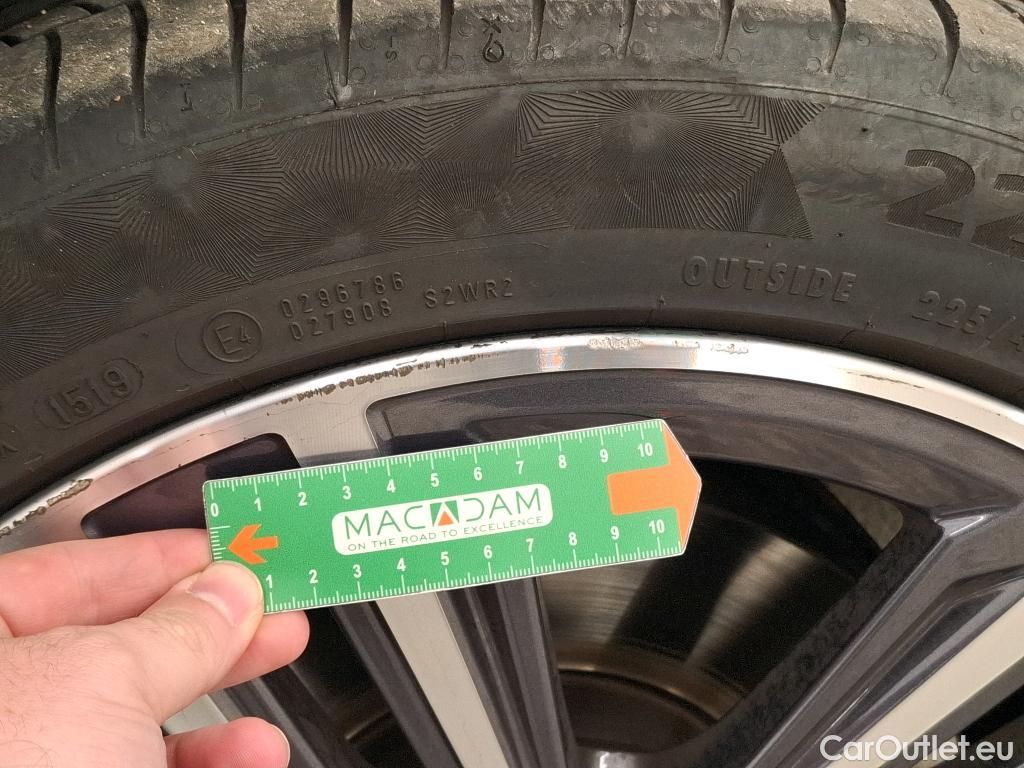 22
OUTSIDE
225/4
0296786
027908 S2WR2
E4
1519
0 1 2 3 4 5 6 7 8 9 10
MACADAM
ON THE ROAD TO EXCELLENCE
1 2 3 4 5 6 7 8 9 10
CarOutlet.eu